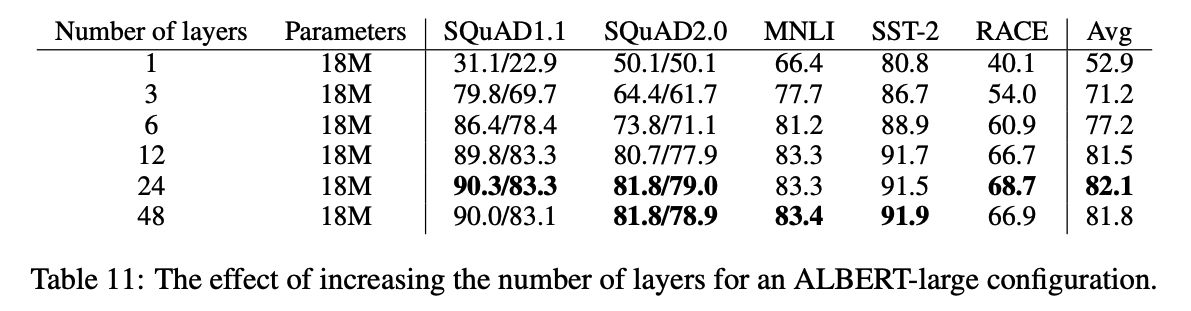 Number of layers Parameters SQuAD1.1 SQuAD2.0 MNLI SST-2 RACE Avg
1 18M 31.1/22.9 50.1/50.1 66.4 80.8 40.1 52.9
3 18M 79.8/69.7 64.4/61.7 77.7 86.7 54.0 71.2
6 18M 86.4/78.4 73.8/71.1 81.2 88.9 60.9 77.2
12 18M 89.8/83.3 80.7/77.9 83.3 91.7 66.7 81.5
24 18M 90.3/83.3 81.8/79.0 83.3 91.5 68.7 82.1
48 18M 90.0/83.1 81.8/78.9 83.4 91.9 66.9 81.8
Table 11: The effect of increasing the number of layers for an ALBERT-large configuration.